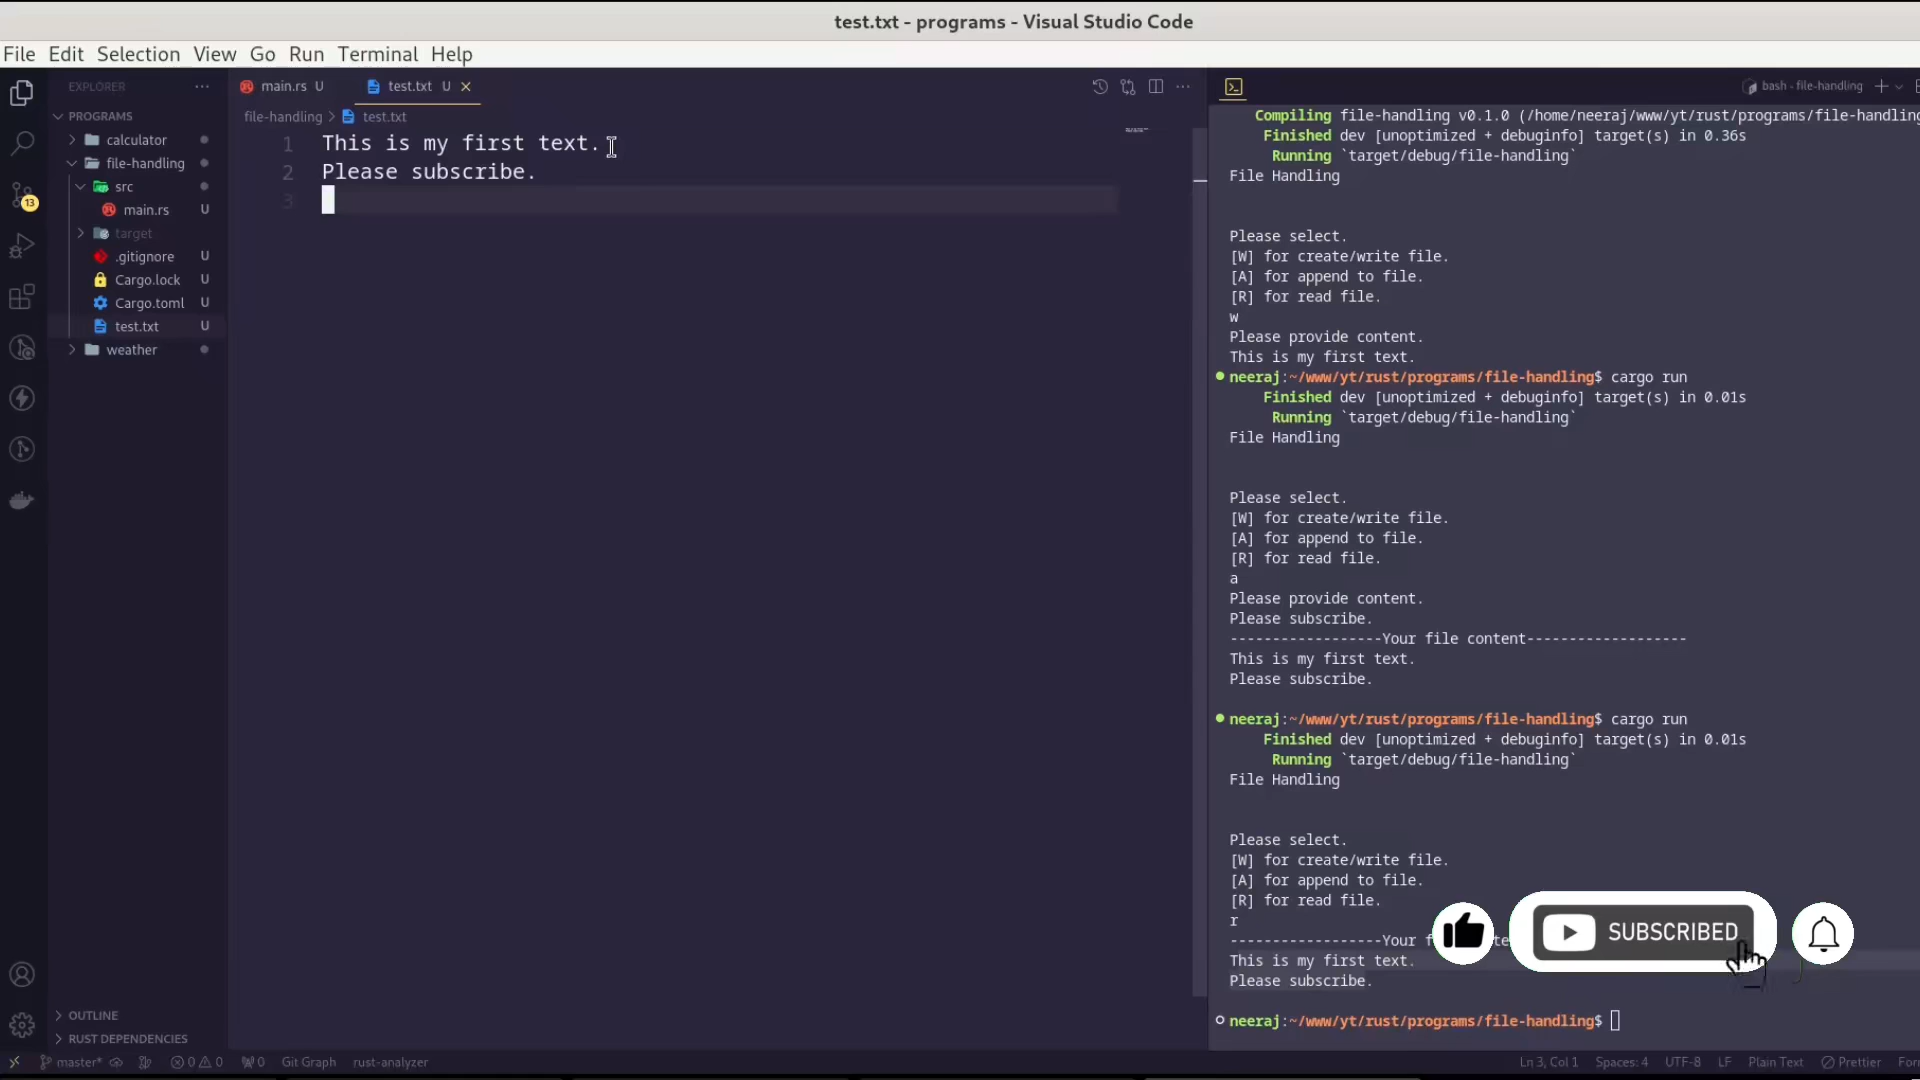 test.txt - programs - Visual Studio Code
File Edit Selection View Go Run Terminal Help
EXPLORER
PROGRAMS
calculator
file-handling
src
main.rs U
target
.gitignore U
Cargo.lock U
Cargo.toml U
test.txt U
weather
OUTLINE
RUST DEPENDENCIES
main.rs U test.txt U
file-handling > test.txt
1 This is my first text.
2 Please subscribe.
3
13
bash - file-handling
Compiling file-handling v0.1.0 (/home/neeraj/www/yt/rust/programs/file-handling
Finished dev [unoptimized + debuginfo] target(s) in 0.36s
Running `target/debug/file-handling`
File Handling
Please select.
[W] for create/write file.
[A] for append to file.
[R] for read file.
w
Please provide content.
This is my first text.
neeraj:~/www/yt/rust/programs/file-handling$ cargo run
Finished dev [unoptimized + debuginfo] target(s) in 0.01s
Running `target/debug/file-handling`
File Handling
Please select.
[W] for create/write file.
[A] for append to file.
[R] for read file.
a
Please provide content.
Please subscribe.
------------------Your file content-------------------
This is my first text.
Please subscribe.
neeraj:~/www/yt/rust/programs/file-handling$ cargo run
Finished dev [unoptimized + debuginfo] target(s) in 0.01s
Running `target/debug/file-handling`
File Handling
Please select.
[W] for create/write file.
[A] for append to file.
[R] for read file.
r
------------------Your
This is my first text.
Please subscribe.
neeraj:~/www/yt/rust/programs/file-handling$
SUBSCRIBED
master* 0 0 0 Git Graph rust-analyzer
Ln 3, Col 1 Spaces: 4 UTF-8 LF Plain Text Prettier